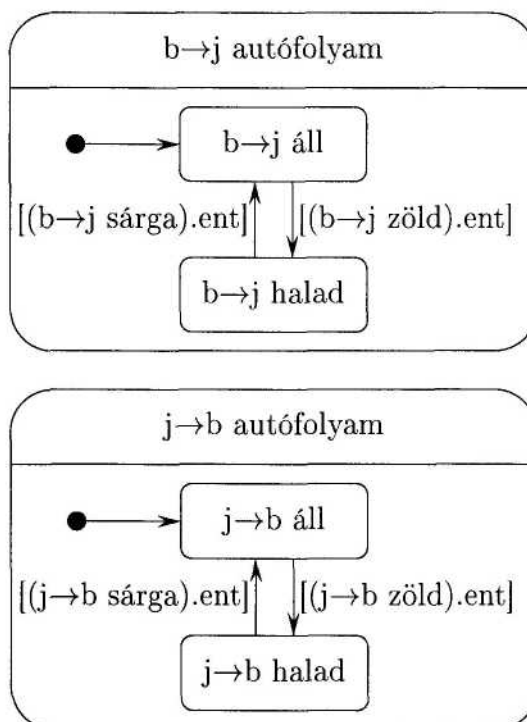 b→j autófolyam
b→j áll
[(b→j sárga).ent] [(b→j zöld).ent]
b→j halad
j→b autófolyam
j→b áll
[(j→b sárga).ent] [(j→b zöld).ent]
j→b halad